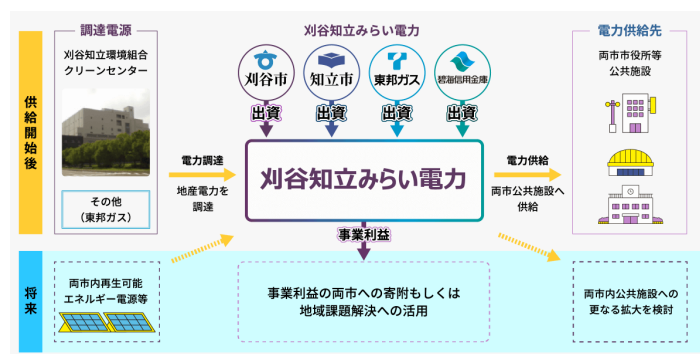 調達電源
刈谷知立みらい電力
電力供給先
供給開始後
刈谷知立環境組合
クリーンセンター
その他
（東邦ガス）
刈谷市
知立市
東邦ガス
碧海信用金庫
出資
出資
出資
出資
電力調達
地産電力を
調達
刈谷知立みらい電力
電力供給
両市公共施設へ
供給
両市市役所等
公共施設
事業利益
将来
両市内再生可能
エネルギー電源等
事業利益の両市への寄附もしくは
地域課題解決への活用
両市内公共施設への
更なる拡大を検討